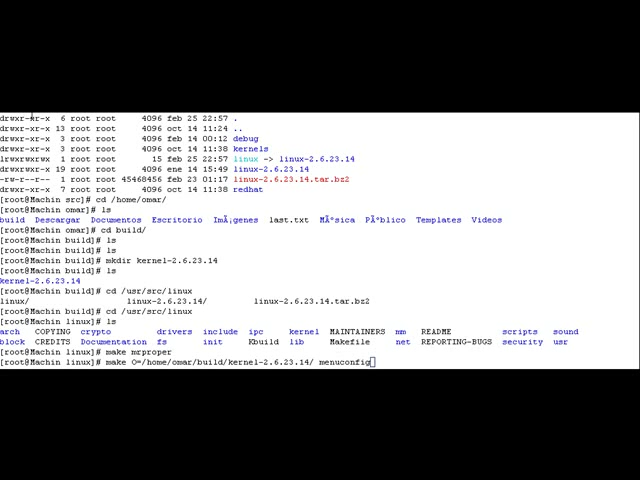 drwxr-xr-x 6 root root 4096 feb 25 22:57 .
drwxr-xr-x 13 root root 4096 oct 14 11:24 ..
drwxr-xr-x 3 root root 4096 feb 14 00:12 debug
drwxr-xr-x 3 root root 4096 oct 14 11:38 kernels
lrwxrwxrwx 1 root root 15 feb 25 22:57 linux -> linux-2.6.23.14
drwxrwxr-x 19 root root 4096 ene 14 15:49 linux-2.6.23.14
-rw-r--r-- 1 root root 45468456 feb 23 01:17 linux-2.6.23.14.tar.bz2
drwxr-xr-x 7 root root 4096 oct 14 11:38 redhat
[root@Machin src]# cd /home/omar/
[root@Machin omar]# ls
build Descargar Documentos Escritorio ImÃ¡genes last.txt MÃºsica PÃºblico Templates Videos
[root@Machin omar]# cd build/
[root@Machin build]# ls
[root@Machin build]# ls
[root@Machin build]# mkdir kernel-2.6.23.14
[root@Machin build]# ls
kernel-2.6.23.14
[root@Machin build]# cd /usr/src/linux
linux/ linux-2.6.23.14/ linux-2.6.23.14.tar.bz2
[root@Machin build]# cd /usr/src/linux
[root@Machin linux]# ls
arch COPYING crypto drivers include ipc kernel MAINTAINERS mm README scripts sound
block CREDITS Documentation fs init Kbuild lib Makefile net REPORTING-BUGS security usr
[root@Machin linux]# make mrproper
[root@Machin linux]# make O=/home/omar/build/kernel-2.6.23.14/ menuconfig